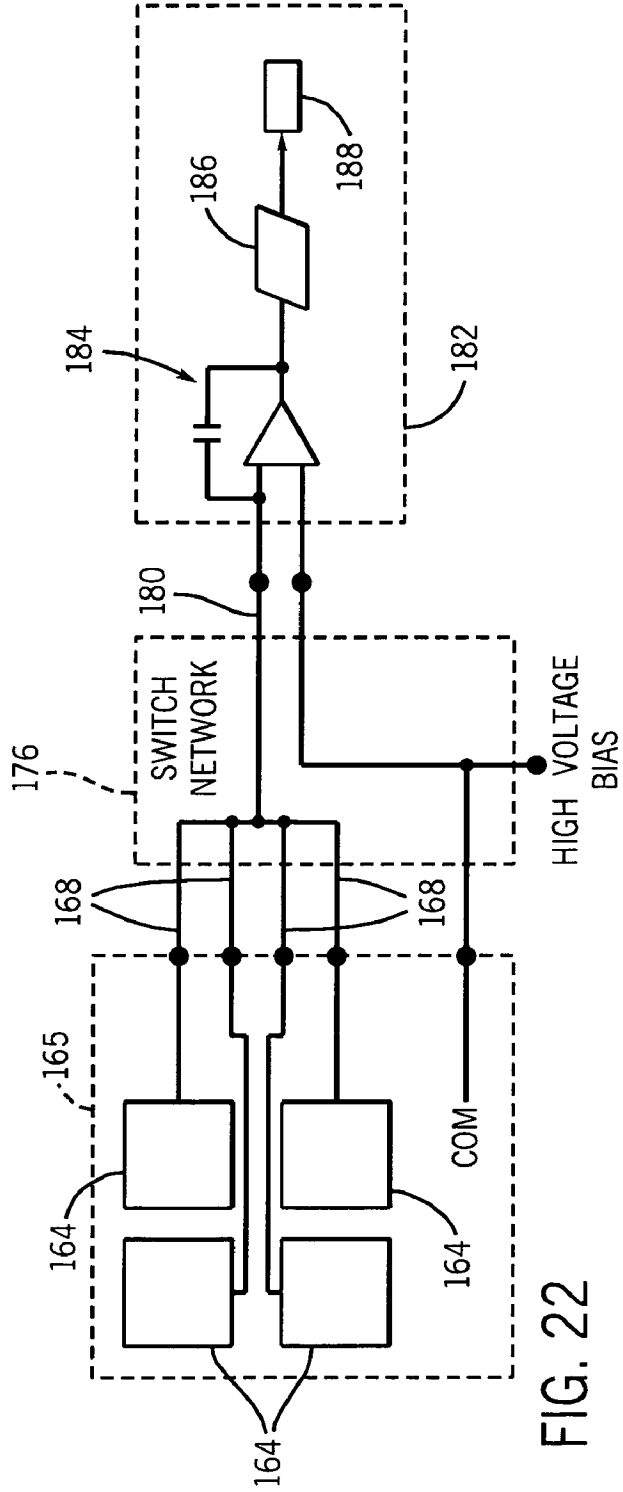 164
165
168
176
SWITCH
NETWORK
180
184
186
188
182
164
164
168
COM
HIGH VOLTAGE
BIAS
FIG. 22